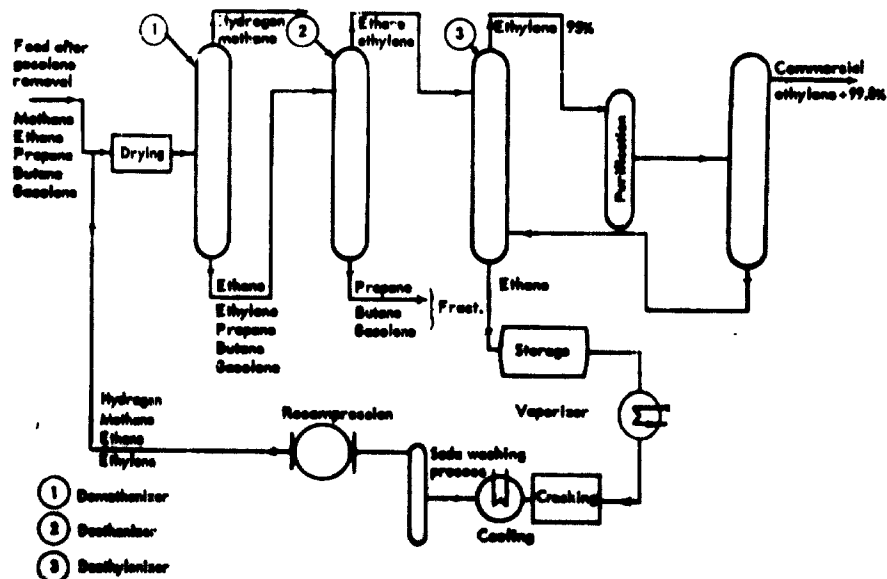 1
2
3
Feed after
gasolene
removal
Methane
Ethane
Propane
Butane
Gasolene
Drying
Hydrogen
methane
Ethane
ethylene
Ethylene 95%
Purification
Commercial
ethylene + 99.8%
Ethane
Ethylene
Propane
Butane
Gasolene
Propane
Butane
Gasolene
Fract.
Ethane
Storage
Vaporizer
Cracking
Cooling
Soda washing
process
Recompression
Hydrogen
Methane
Ethane
Ethylene
1 Demethanizer
2 Deethanizer
3 Deethylenizer